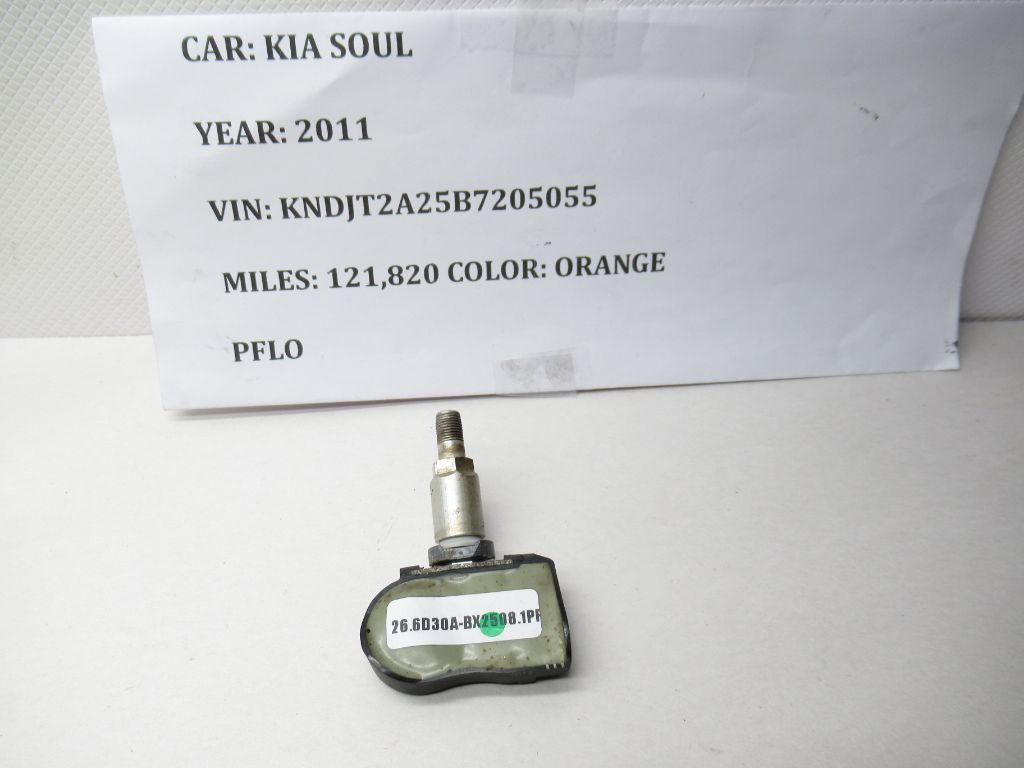 CAR: KIA SOUL
YEAR: 2011
VIN: KNDJT2A25B7205055
MILES: 121,820 COLOR: ORANGE
PFLO
26.6D30A-BX2508.1PF